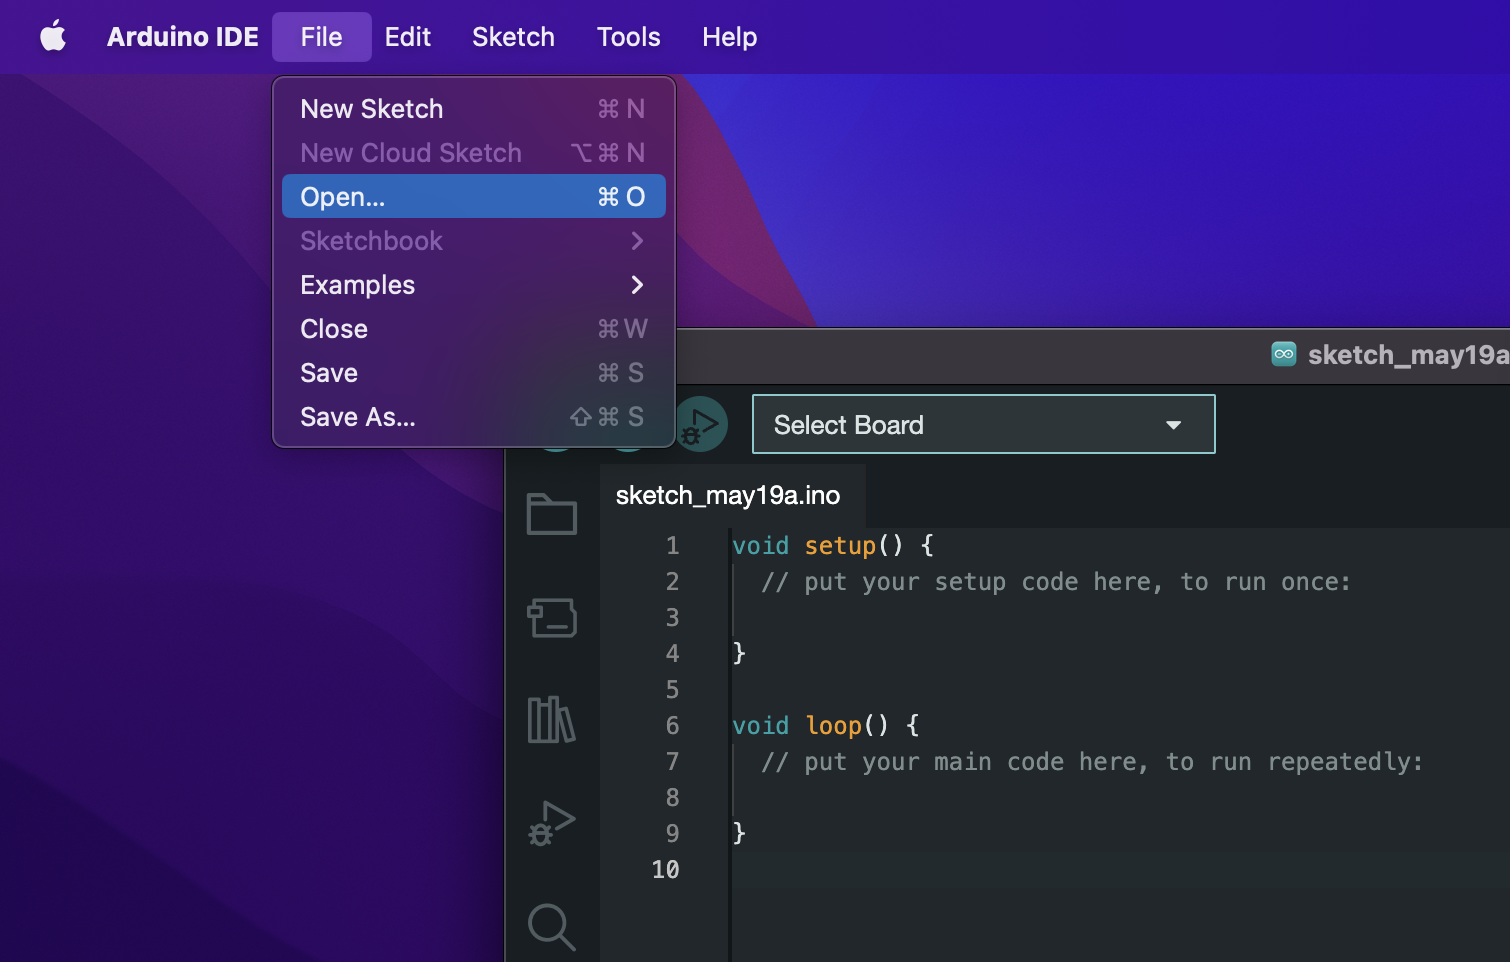 Arduino IDE File Edit Sketch Tools Help
New Sketch ⌘ N
New Cloud Sketch ⌥ ⌘ N
Open... ⌘ O
Sketchbook
Examples
Close ⌘ W
Save ⌘ S
Save As... ⇧ ⌘ S
sketch_may19a
Select Board
sketch_may19a.ino
1 void setup() {
2 // put your setup code here, to run once:
3
4 }
5
6 void loop() {
7 // put your main code here, to run repeatedly:
8
9 }
10